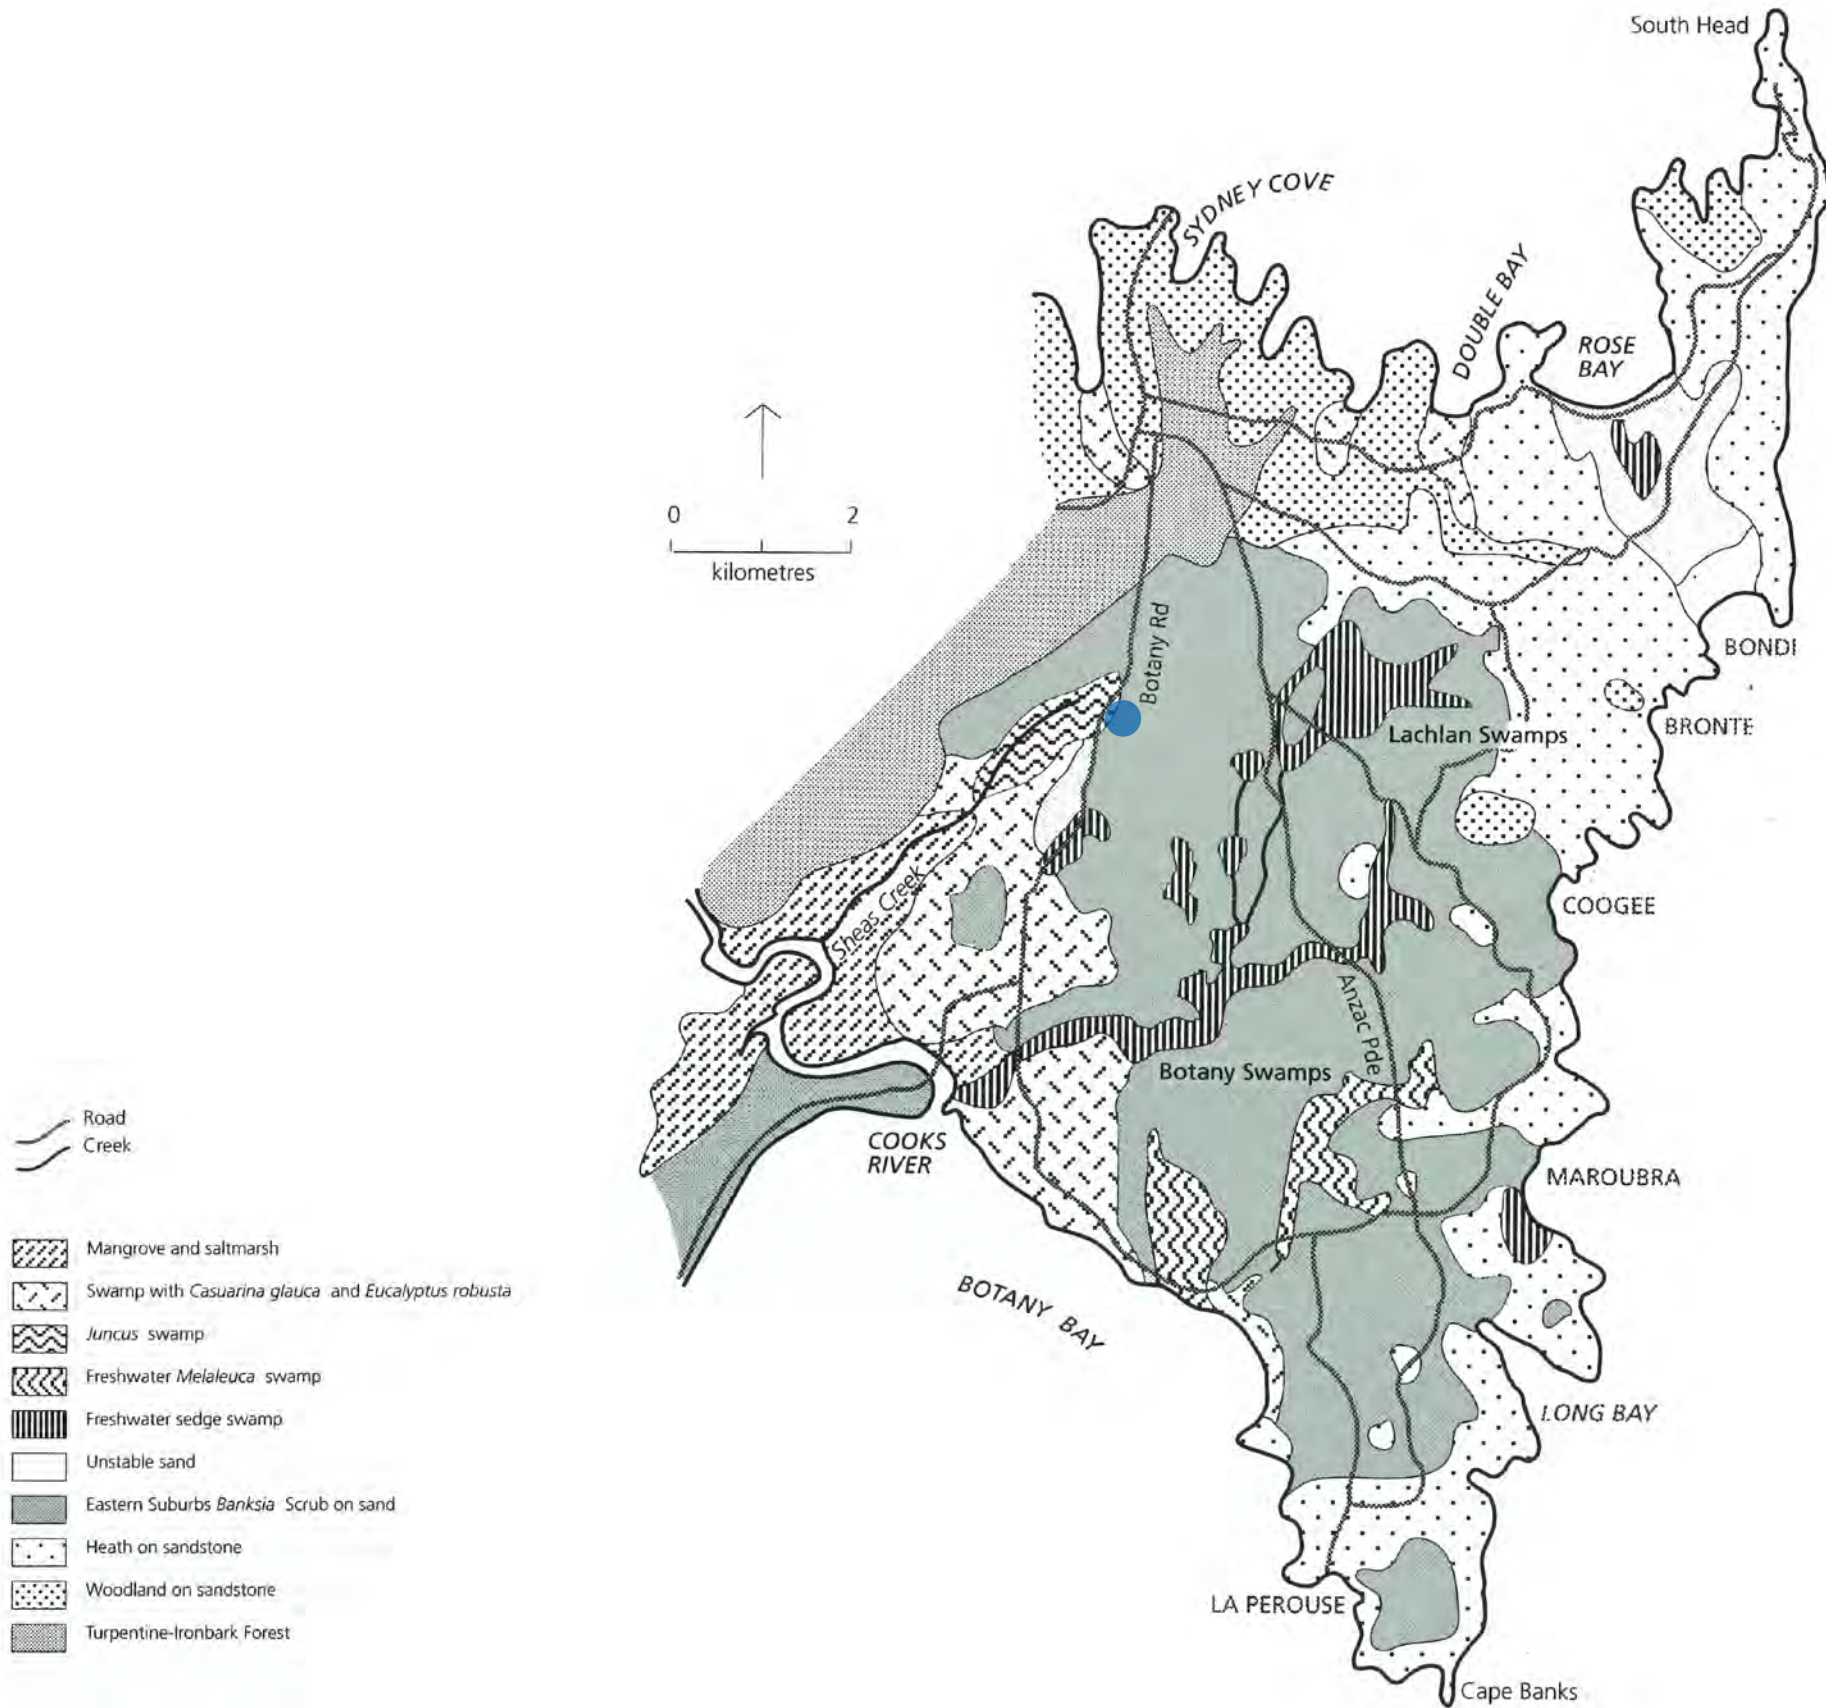 South Head
SYDNEY COVE
DOUBLE BAY
ROSE
BAY
0 2
kilometres
Botany Rd
BONDI
BRONTE
Lachlan Swamps
Sheas Creek
COOGEE
Anzac Pde
Botany Swamps
COOKS
RIVER
MAROUBRA
BOTANY BAY
LONG BAY
LA PEROUSE
Cape Banks
Road
Creek
Mangrove and saltmarsh
Swamp with Casuarina glauca and Eucalyptus robusta
Juncus swamp
Freshwater Melaleuca swamp
Freshwater sedge swamp
Unstable sand
Eastern Suburbs Banksia Scrub on sand
Heath on sandstone
Woodland on sandstone
Turpentine-Ironbark Forest